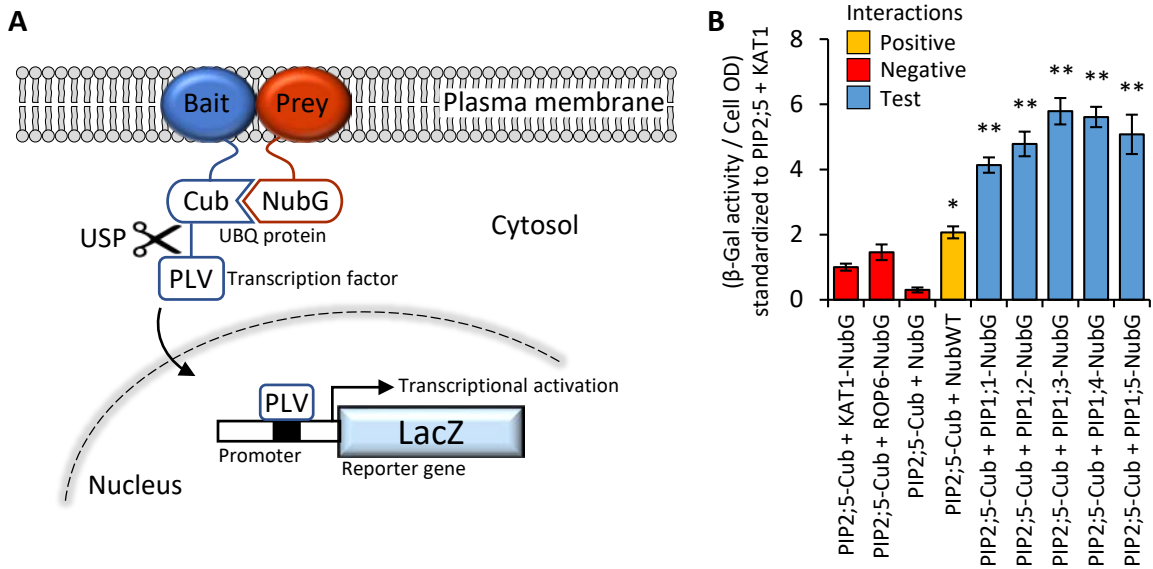 A
Bait
Prey
Plasma membrane
Cub
NubG
USP
UBQ protein
Cytosol
PLV
Transcription factor
PLV
Transcriptional activation
LacZ
Promoter
Reporter gene
Nucleus
B
Interactions
Positive
Negative
Test
(β-Gal activity / Cell OD)
standardized to PIP2;5 + KAT1
8
6
4
2
0
*
**
**
**
**
**
PIP2;5-Cub + KAT1-NubG
PIP2;5-Cub + ROP6-NubG
PIP2;5-Cub + NubG
PIP2;5-Cub + NubWT
PIP2;5-Cub + PIP1;1-NubG
PIP2;5-Cub + PIP1;2-NubG
PIP2;5-Cub + PIP1;3-NubG
PIP2;5-Cub + PIP1;4-NubG
PIP2;5-Cub + PIP1;5-NubG